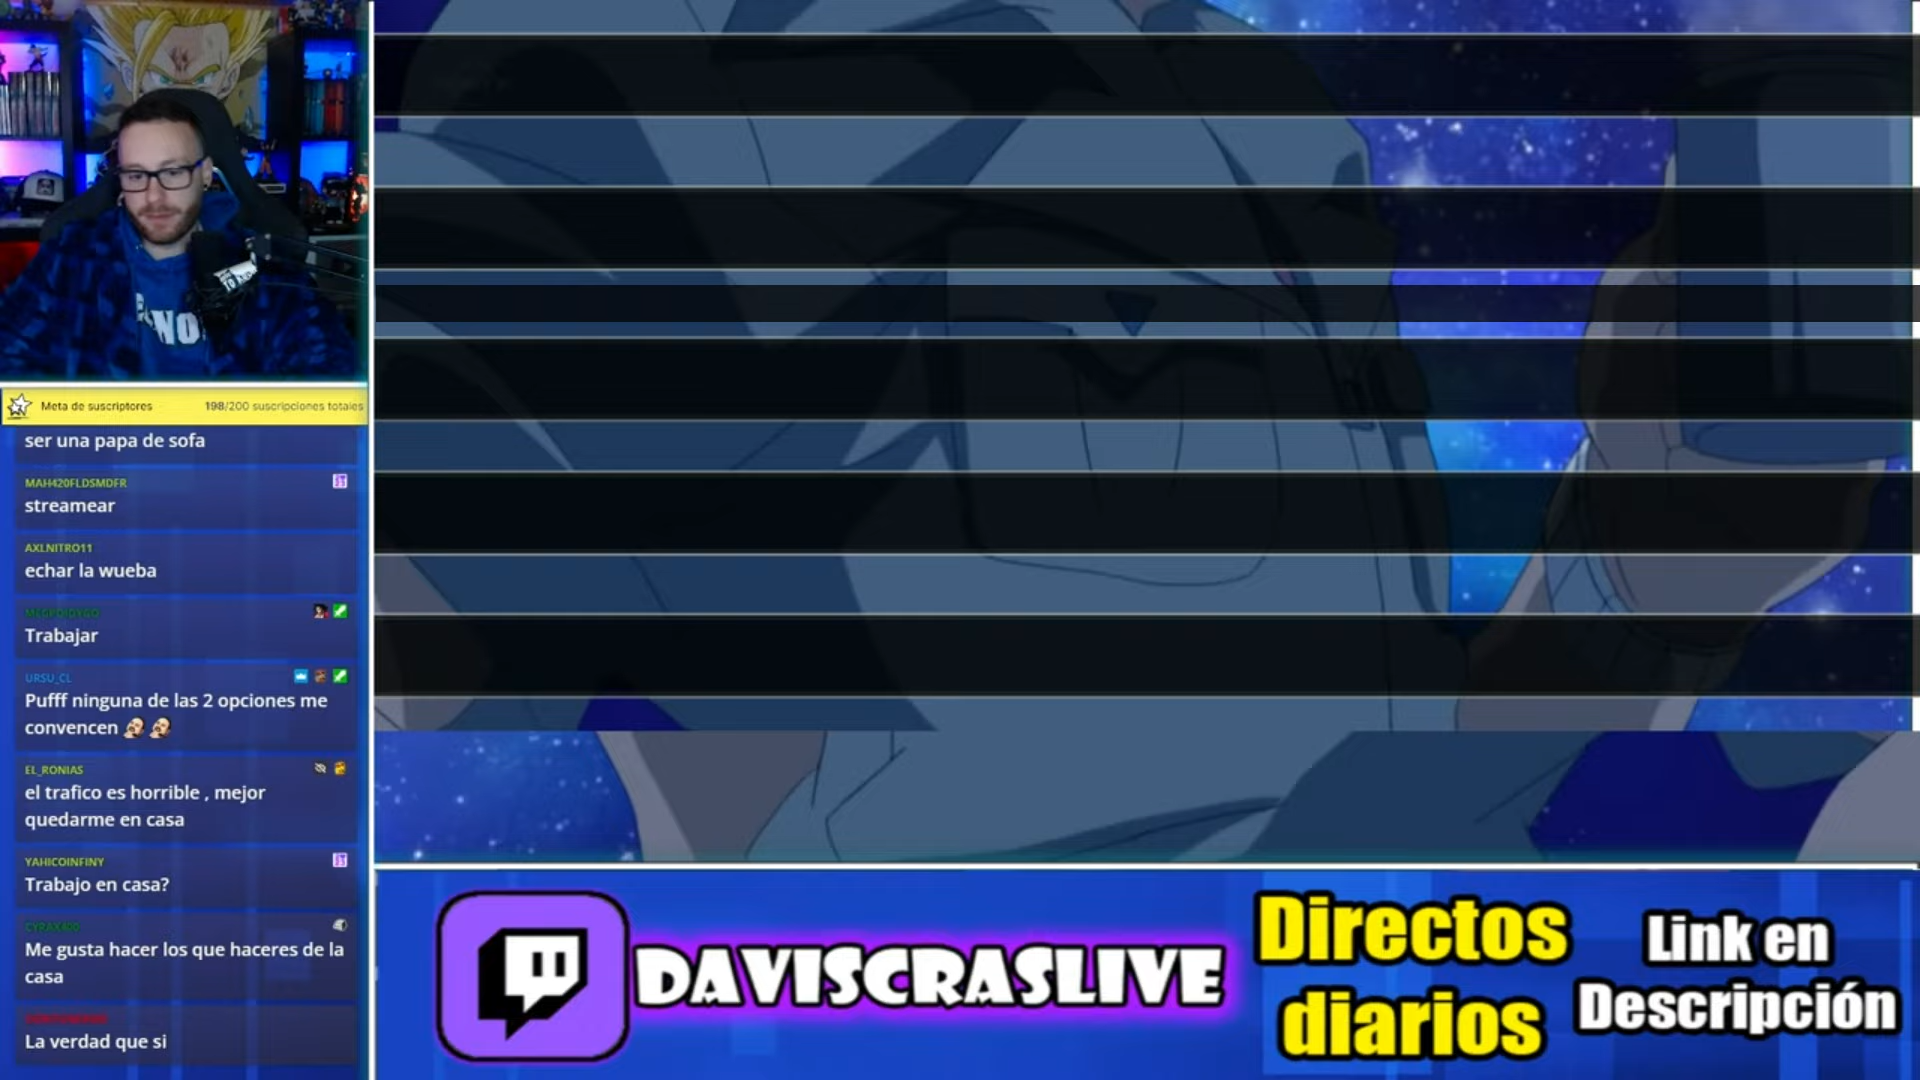 Meta de suscriptores 198/200 suscripciones totales
ser una papa de sofa
MAH420FLDSMDFR
streamear
AXLNITRO11
echar la wueba
Trabajar
URSU_CL
Pufff ninguna de las 2 opciones me
convencen
EL_RONIAS
el trafico es horrible , mejor
quedarme en casa
YAHICOINFINY
Trabajo en casa?
CYRAX400
Me gusta hacer los que haceres de la
casa
La verdad que si
DAVISCRASLIVE
Directos
diarios
Link en
Descripción